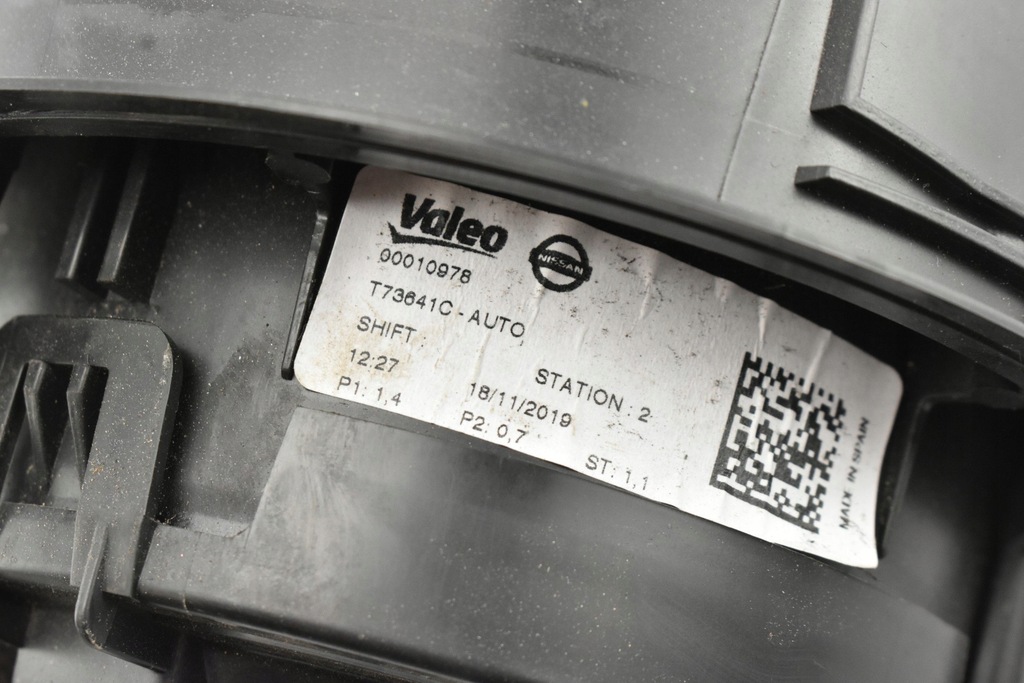 Valeo
NISSAN
00010978
T73641C-AUTO
SHIFT:
STATION: 2
12:27
18/11/2019
P1: 1,4
P2: 0,7
ST: 1,1
MADE IN SPAIN